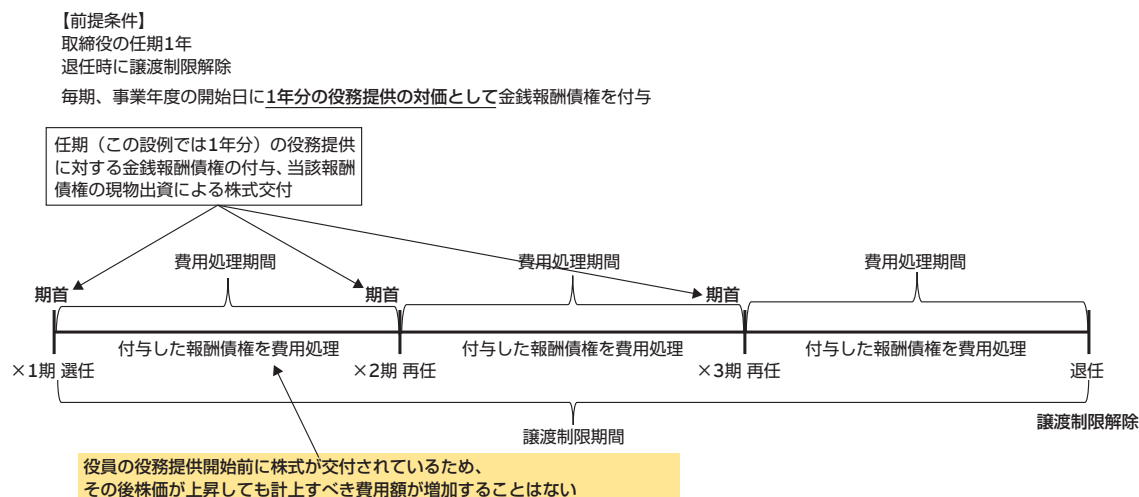 【前提条件】
取締役の任期1年
退任時に譲渡制限解除
毎期、事業年度の開始日に1年分の役務提供の対価として金銭報酬債権を付与
任期（この設例では1年分）の役務提供
に対する金銭報酬債権の付与、当該報酬
債権の現物出資による株式交付
費用処理期間
費用処理期間
費用処理期間
期首
期首
期首
付与した報酬債権を費用処理
付与した報酬債権を費用処理
付与した報酬債権を費用処理
×1期 選任
×2期 再任
×3期 再任
退任
譲渡制限解除
譲渡制限期間
役員の役務提供開始前に株式が交付されているため、
その後株価が上昇しても計上すべき費用額が増加することはない